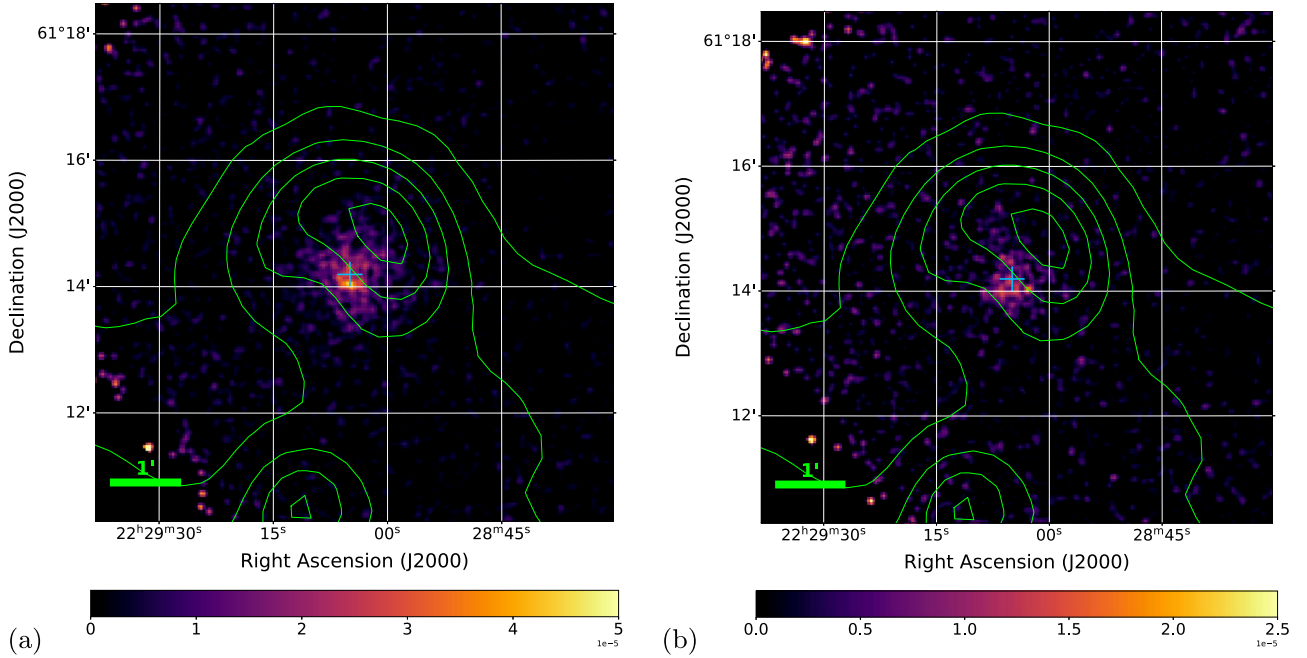 61°18'
16'
14'
12'
Declination (J2000)
1'
22ʰ29ᵐ30ˢ
15ˢ
00ˢ
28ᵐ45ˢ
Right Ascension (J2000)
0
1
2
3
4
5
1e−5
(a)
61°18'
16'
14'
12'
Declination (J2000)
1'
22ʰ29ᵐ30ˢ
15ˢ
00ˢ
28ᵐ45ˢ
Right Ascension (J2000)
0.0
0.5
1.0
1.5
2.0
2.5
1e−5
(b)